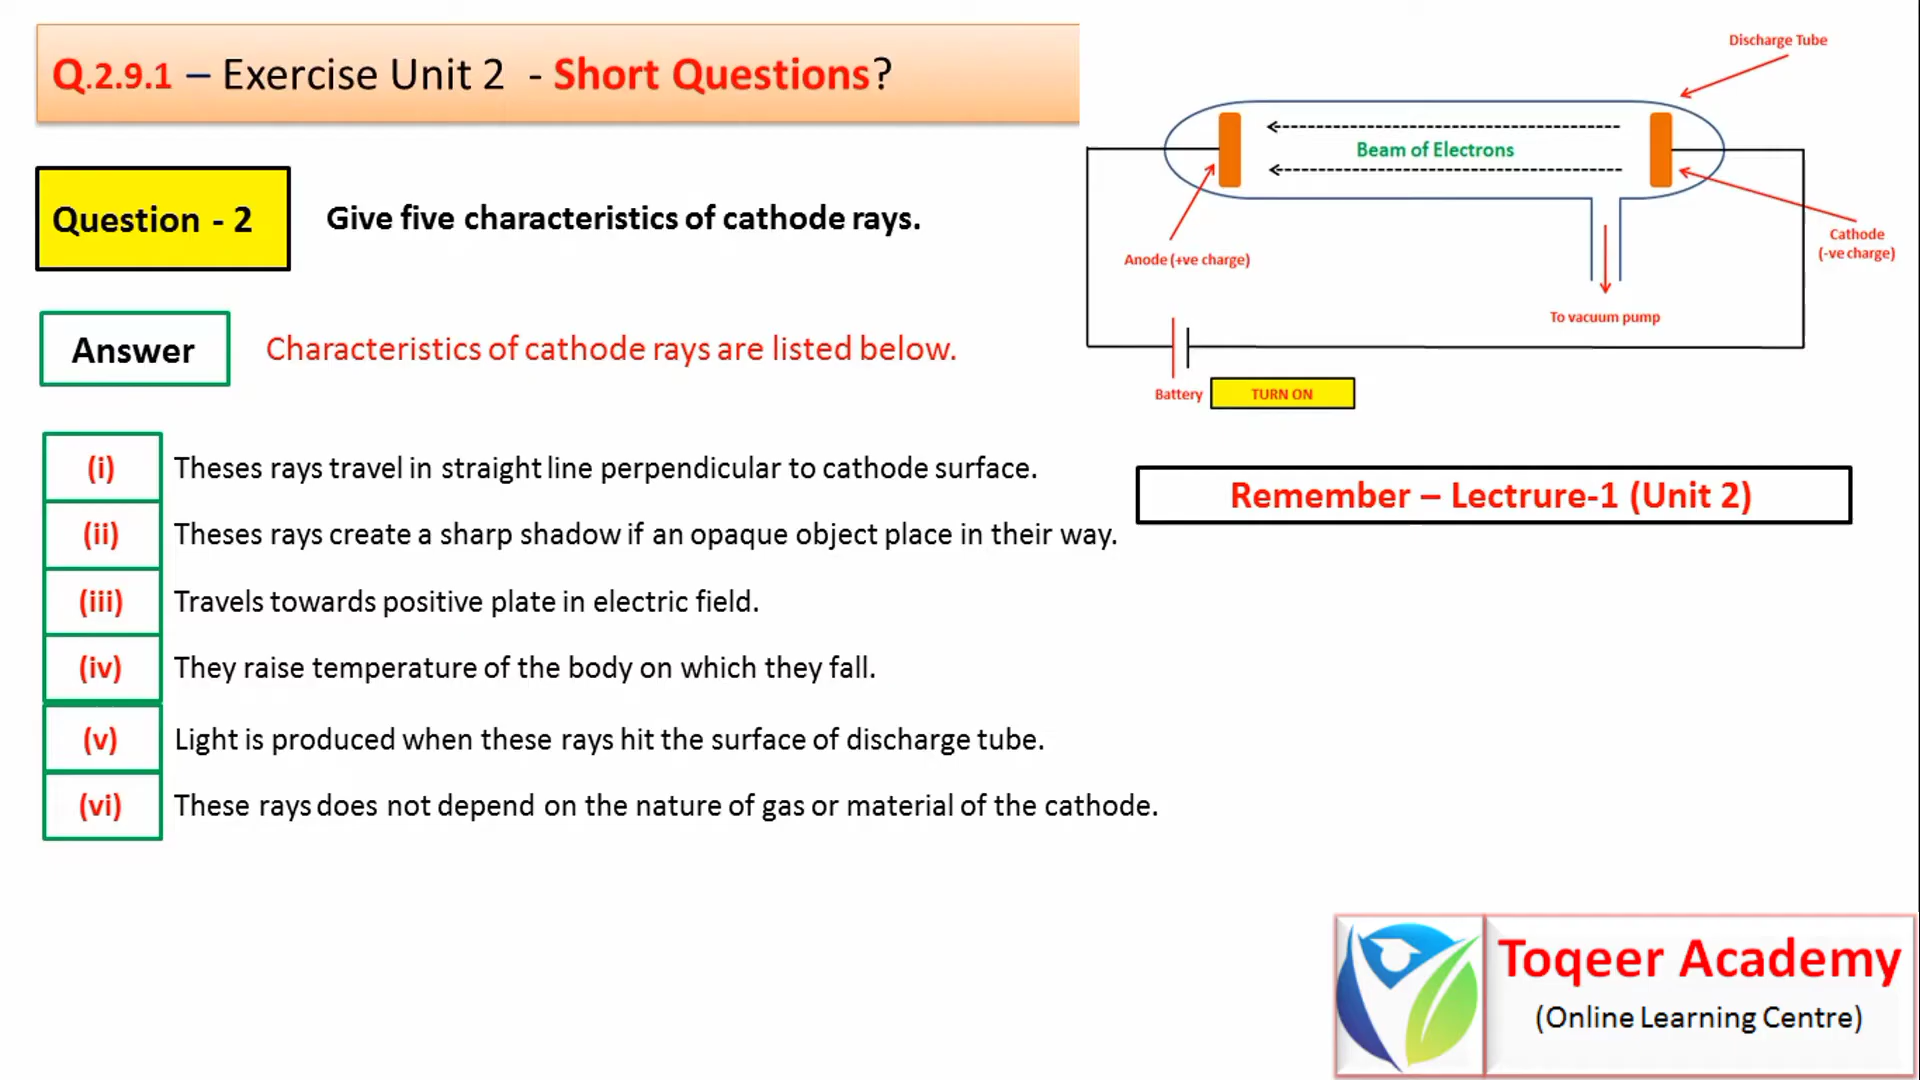 Q.2.9.1 – Exercise Unit 2 - Short Questions?
Question - 2
Give five characteristics of cathode rays.
Answer
Characteristics of cathode rays are listed below.
(i) Theses rays travel in straight line perpendicular to cathode surface.
(ii) Theses rays create a sharp shadow if an opaque object place in their way.
(iii) Travels towards positive plate in electric field.
(iv) They raise temperature of the body on which they fall.
(v) Light is produced when these rays hit the surface of discharge tube.
(vi) These rays does not depend on the nature of gas or material of the cathode.
Discharge Tube
Beam of Electrons
Anode (+ve charge)
Cathode
(-ve charge)
To vacuum pump
Battery
TURN ON
Remember – Lectrure-1 (Unit 2)
Toqeer Academy
(Online Learning Centre)